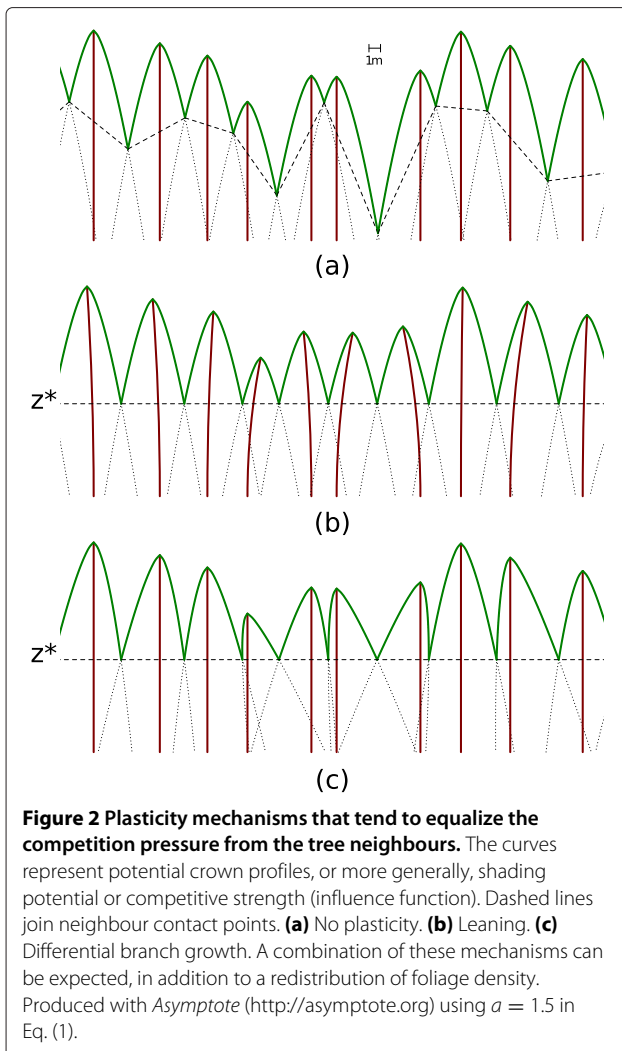 1m
(a)
z*
(b)
z*
(c)
Figure 2 Plasticity mechanisms that tend to equalize the
competition pressure from the tree neighbours. The curves
represent potential crown profiles, or more generally, shading
potential or competitive strength (influence function). Dashed lines
join neighbour contact points. (a) No plasticity. (b) Leaning. (c)
Differential branch growth. A combination of these mechanisms can
be expected, in addition to a redistribution of foliage density.
Produced with Asymptote (http://asymptote.org) using a = 1.5 in
Eq. (1).